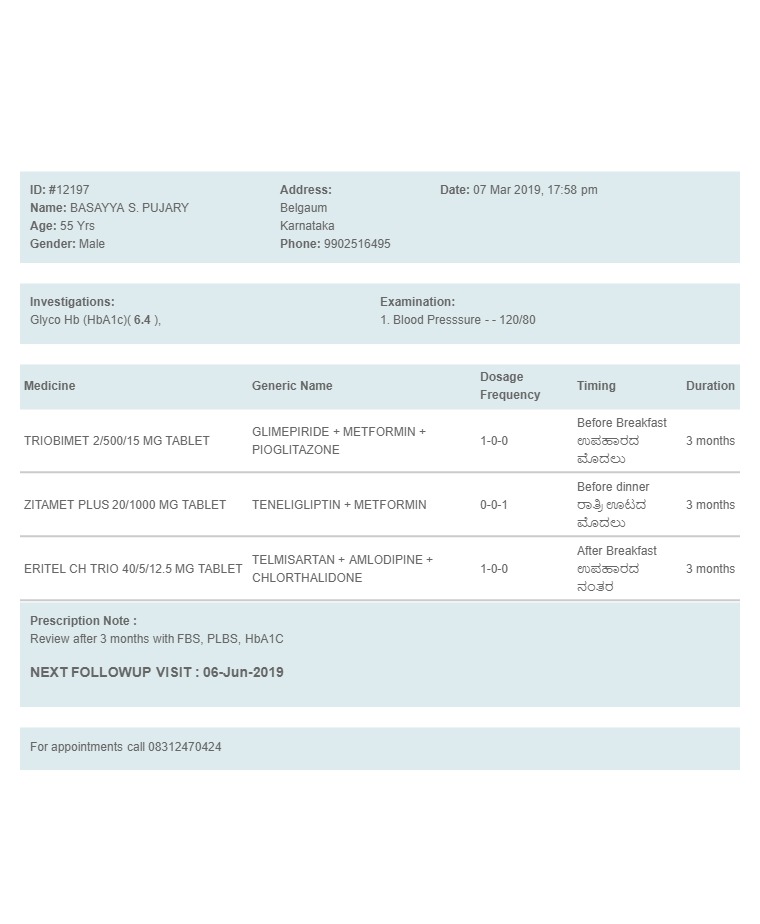 ID: #12197
Name: BASAYYA S. PUJARY
Age: 55 Yrs
Gender: Male
Address:
Belgaum
Karnataka
Phone: 9902516495
Date: 07 Mar 2019, 17:58 pm
Investigations:
Glyco Hb (HbA1c)( 6.4 ),
Examination:
1. Blood Presssure - - 120/80
Medicine
Generic Name
Dosage
Frequency
Timing
Duration
TRIOBIMET 2/500/15 MG TABLET
GLIMEPIRIDE + METFORMIN +
PIOGLITAZONE
1-0-0
Before Breakfast
ಉಪಹಾರದ
ಮೊದಲು
3 months
ZITAMET PLUS 20/1000 MG TABLET
TENELIGLIPTIN + METFORMIN
0-0-1
Before dinner
ರಾತ್ರಿ ಊಟದ
ಮೊದಲು
3 months
ERITEL CH TRIO 40/5/12.5 MG TABLET
TELMISARTAN + AMLODIPINE +
CHLORTHALIDONE
1-0-0
After Breakfast
ಉಪಹಾರದ
ನಂತರ
3 months
Prescription Note :
Review after 3 months with FBS, PLBS, HbA1C
NEXT FOLLOWUP VISIT : 06-Jun-2019
For appointments call 08312470424